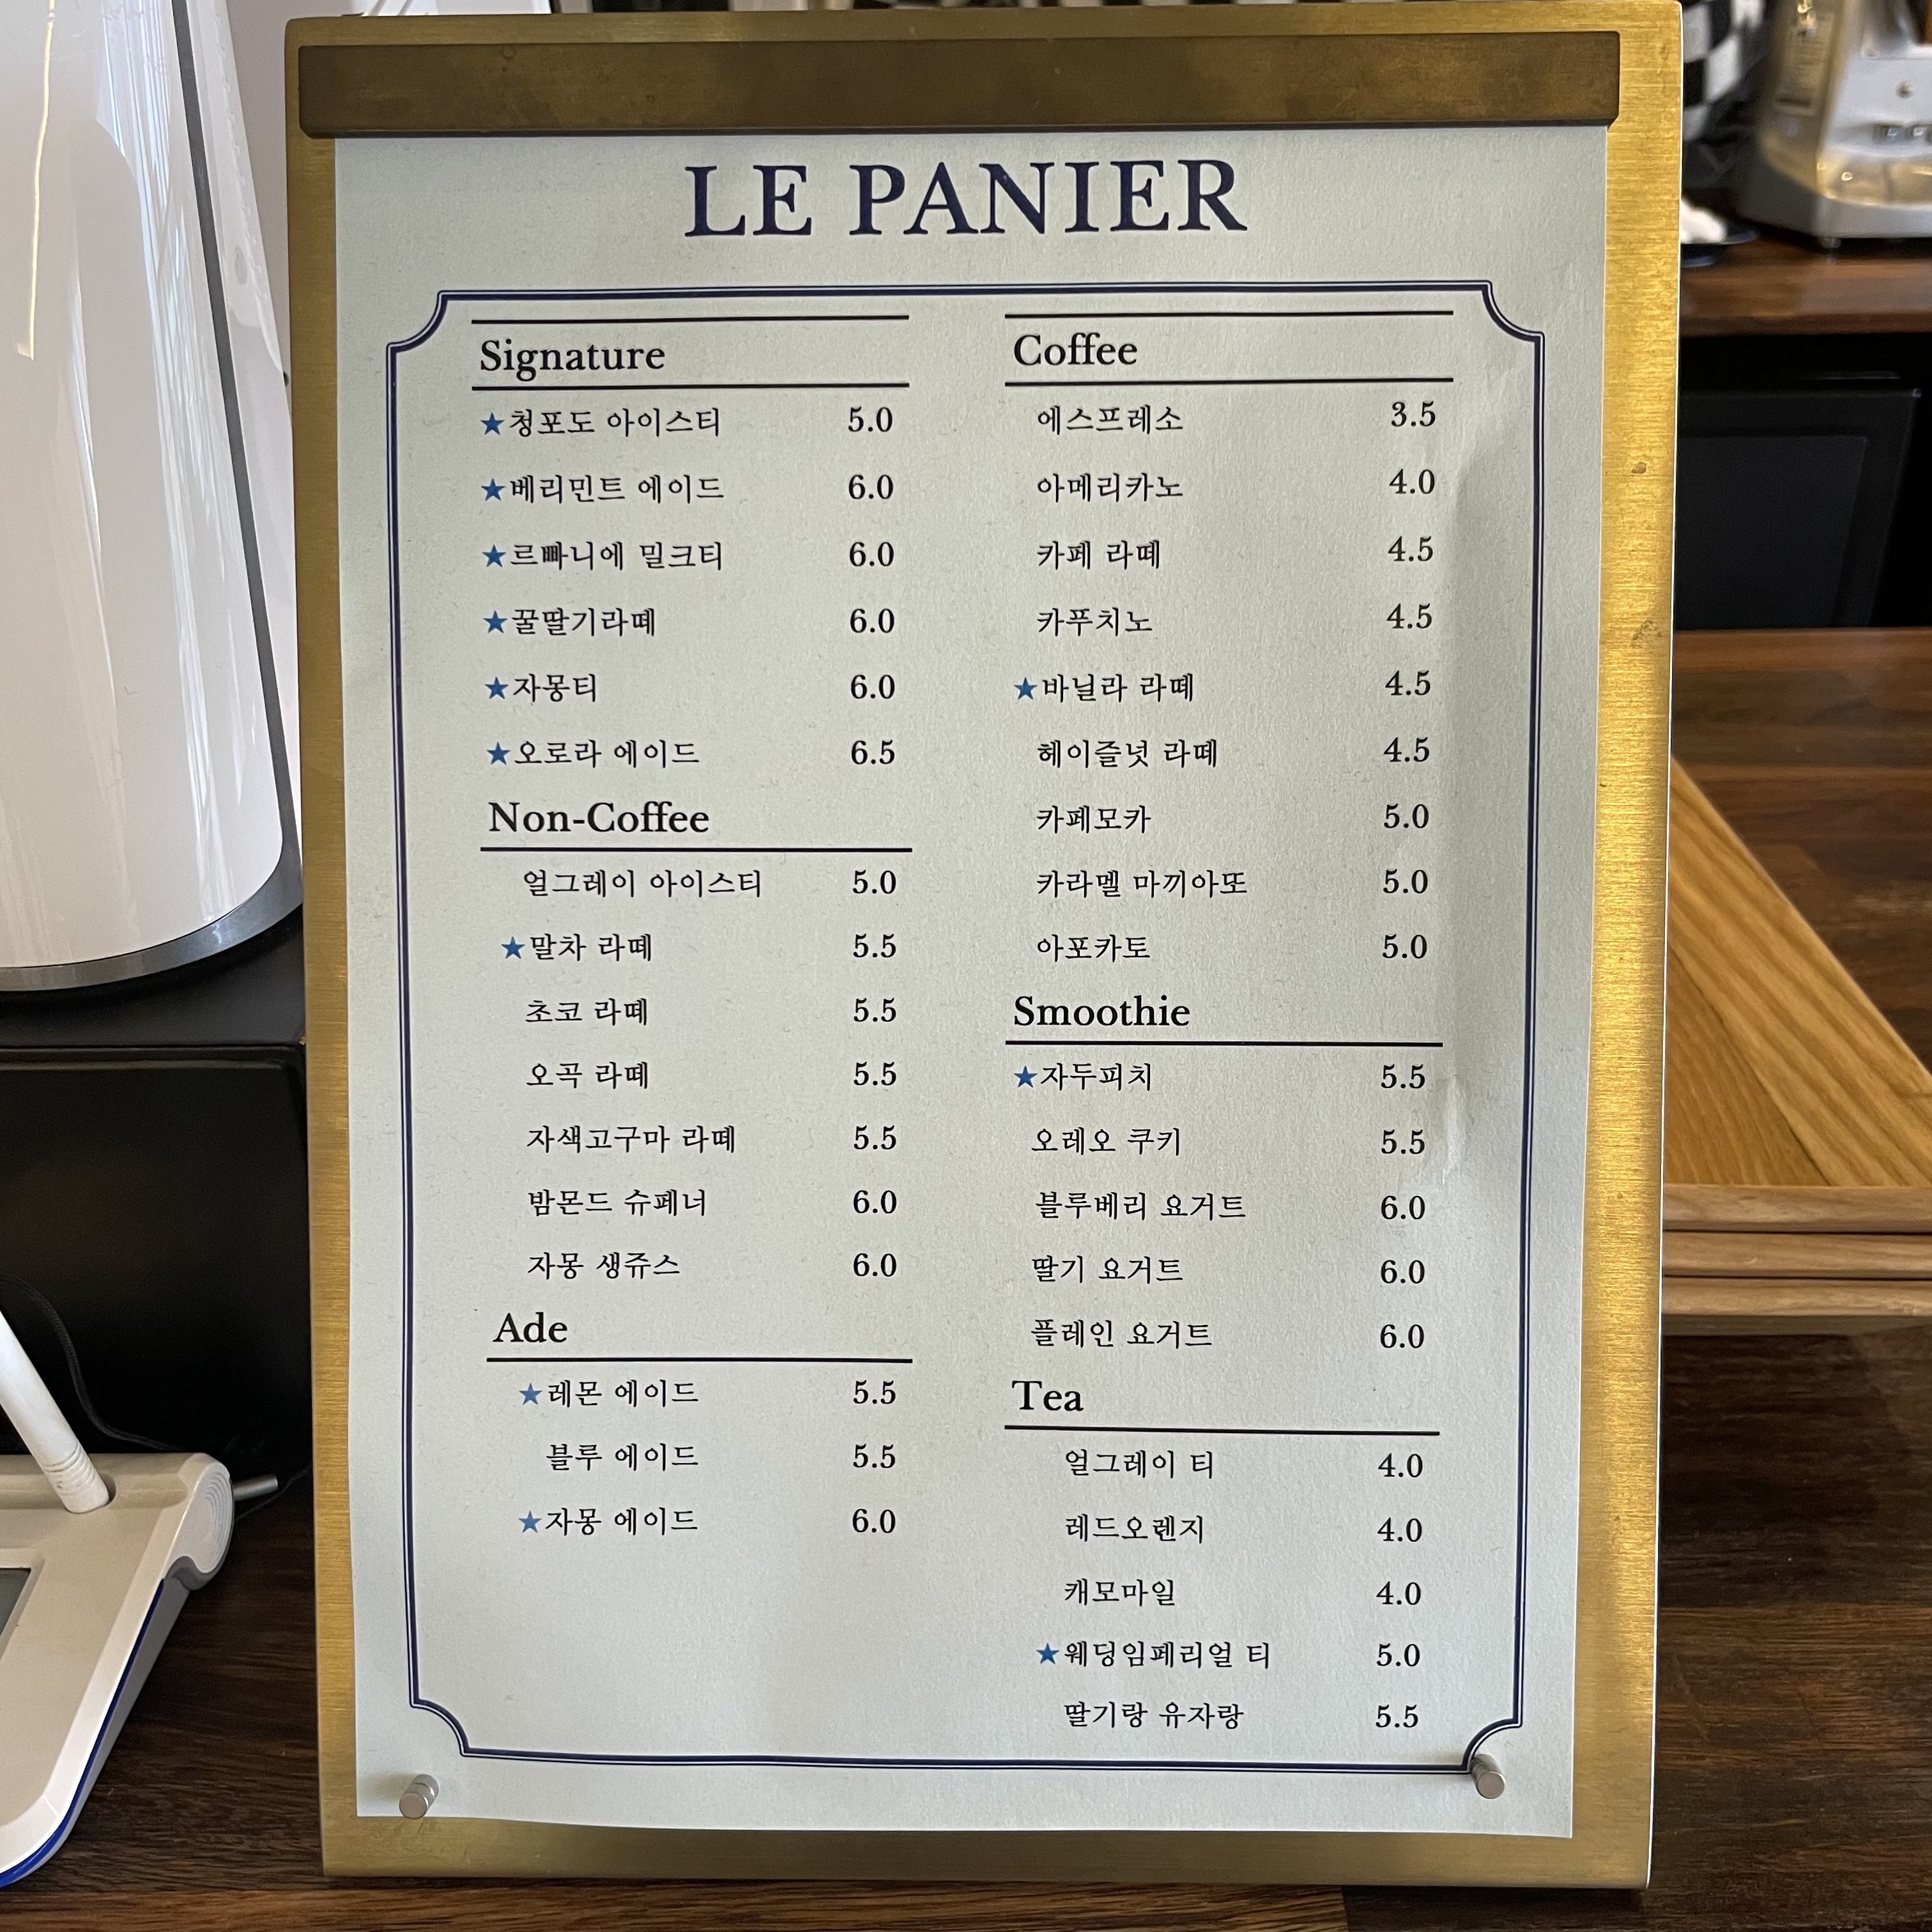 LE PANIER
Signature
★청포도 아이스티 5.0
★베리민트 에이드 6.0
★르빠니에 밀크티 6.0
★꿀딸기라떼 6.0
★자몽티 6.0
★오로라 에이드 6.5
Non-Coffee
얼그레이 아이스티 5.0
★말차 라떼 5.5
초코 라떼 5.5
오곡 라떼 5.5
자색고구마 라떼 5.5
밤몬드 슈페너 6.0
자몽 생쥬스 6.0
Ade
★레몬 에이드 5.5
블루 에이드 5.5
★자몽 에이드 6.0
Coffee
에스프레소 3.5
아메리카노 4.0
카페 라떼 4.5
카푸치노 4.5
★바닐라 라떼 4.5
헤이즐넛 라떼 4.5
카페모카 5.0
카라멜 마끼아또 5.0
아포카토 5.0
Smoothie
★자두피치 5.5
오레오 쿠키 5.5
블루베리 요거트 6.0
딸기 요거트 6.0
플레인 요거트 6.0
Tea
얼그레이 티 4.0
레드오렌지 4.0
캐모마일 4.0
★웨딩임페리얼 티 5.0
딸기랑 유자랑 5.5